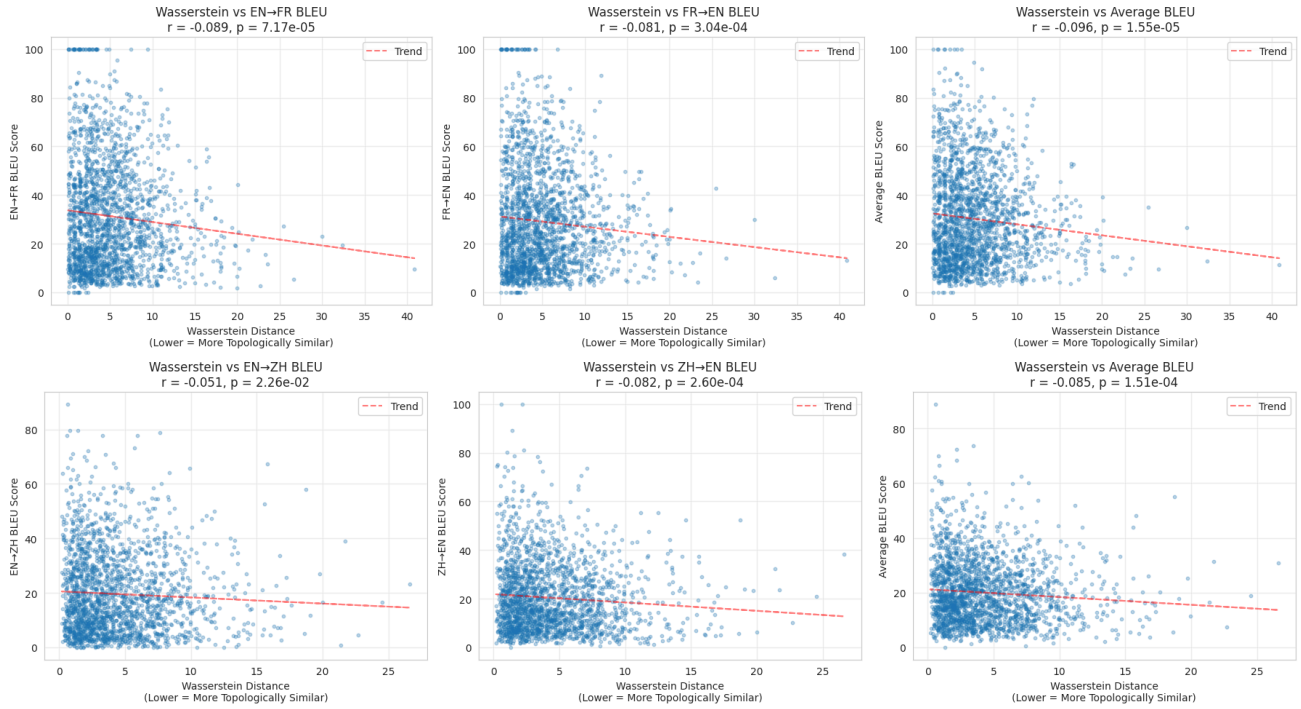 Wasserstein vs EN→FR BLEU
r = -0.089, p = 7.17e-05
Trend
100
80
60
40
20
0
EN→FR BLEU Score
0 5 10 15 20 25 30 35 40
Wasserstein Distance
(Lower = More Topologically Similar)
Wasserstein vs FR→EN BLEU
r = -0.081, p = 3.04e-04
Trend
100
80
60
40
20
0
FR→EN BLEU Score
0 5 10 15 20 25 30 35 40
Wasserstein Distance
(Lower = More Topologically Similar)
Wasserstein vs Average BLEU
r = -0.096, p = 1.55e-05
Trend
100
80
60
40
20
0
Average BLEU Score
0 5 10 15 20 25 30 35 40
Wasserstein Distance
(Lower = More Topologically Similar)
Wasserstein vs EN→ZH BLEU
r = -0.051, p = 2.26e-02
Trend
80
60
40
20
0
EN→ZH BLEU Score
0 5 10 15 20 25
Wasserstein Distance
(Lower = More Topologically Similar)
Wasserstein vs ZH→EN BLEU
r = -0.082, p = 2.60e-04
Trend
100
80
60
40
20
0
ZH→EN BLEU Score
0 5 10 15 20 25
Wasserstein Distance
(Lower = More Topologically Similar)
Wasserstein vs Average BLEU
r = -0.085, p = 1.51e-04
Trend
80
60
40
20
0
Average BLEU Score
0 5 10 15 20 25
Wasserstein Distance
(Lower = More Topologically Similar)